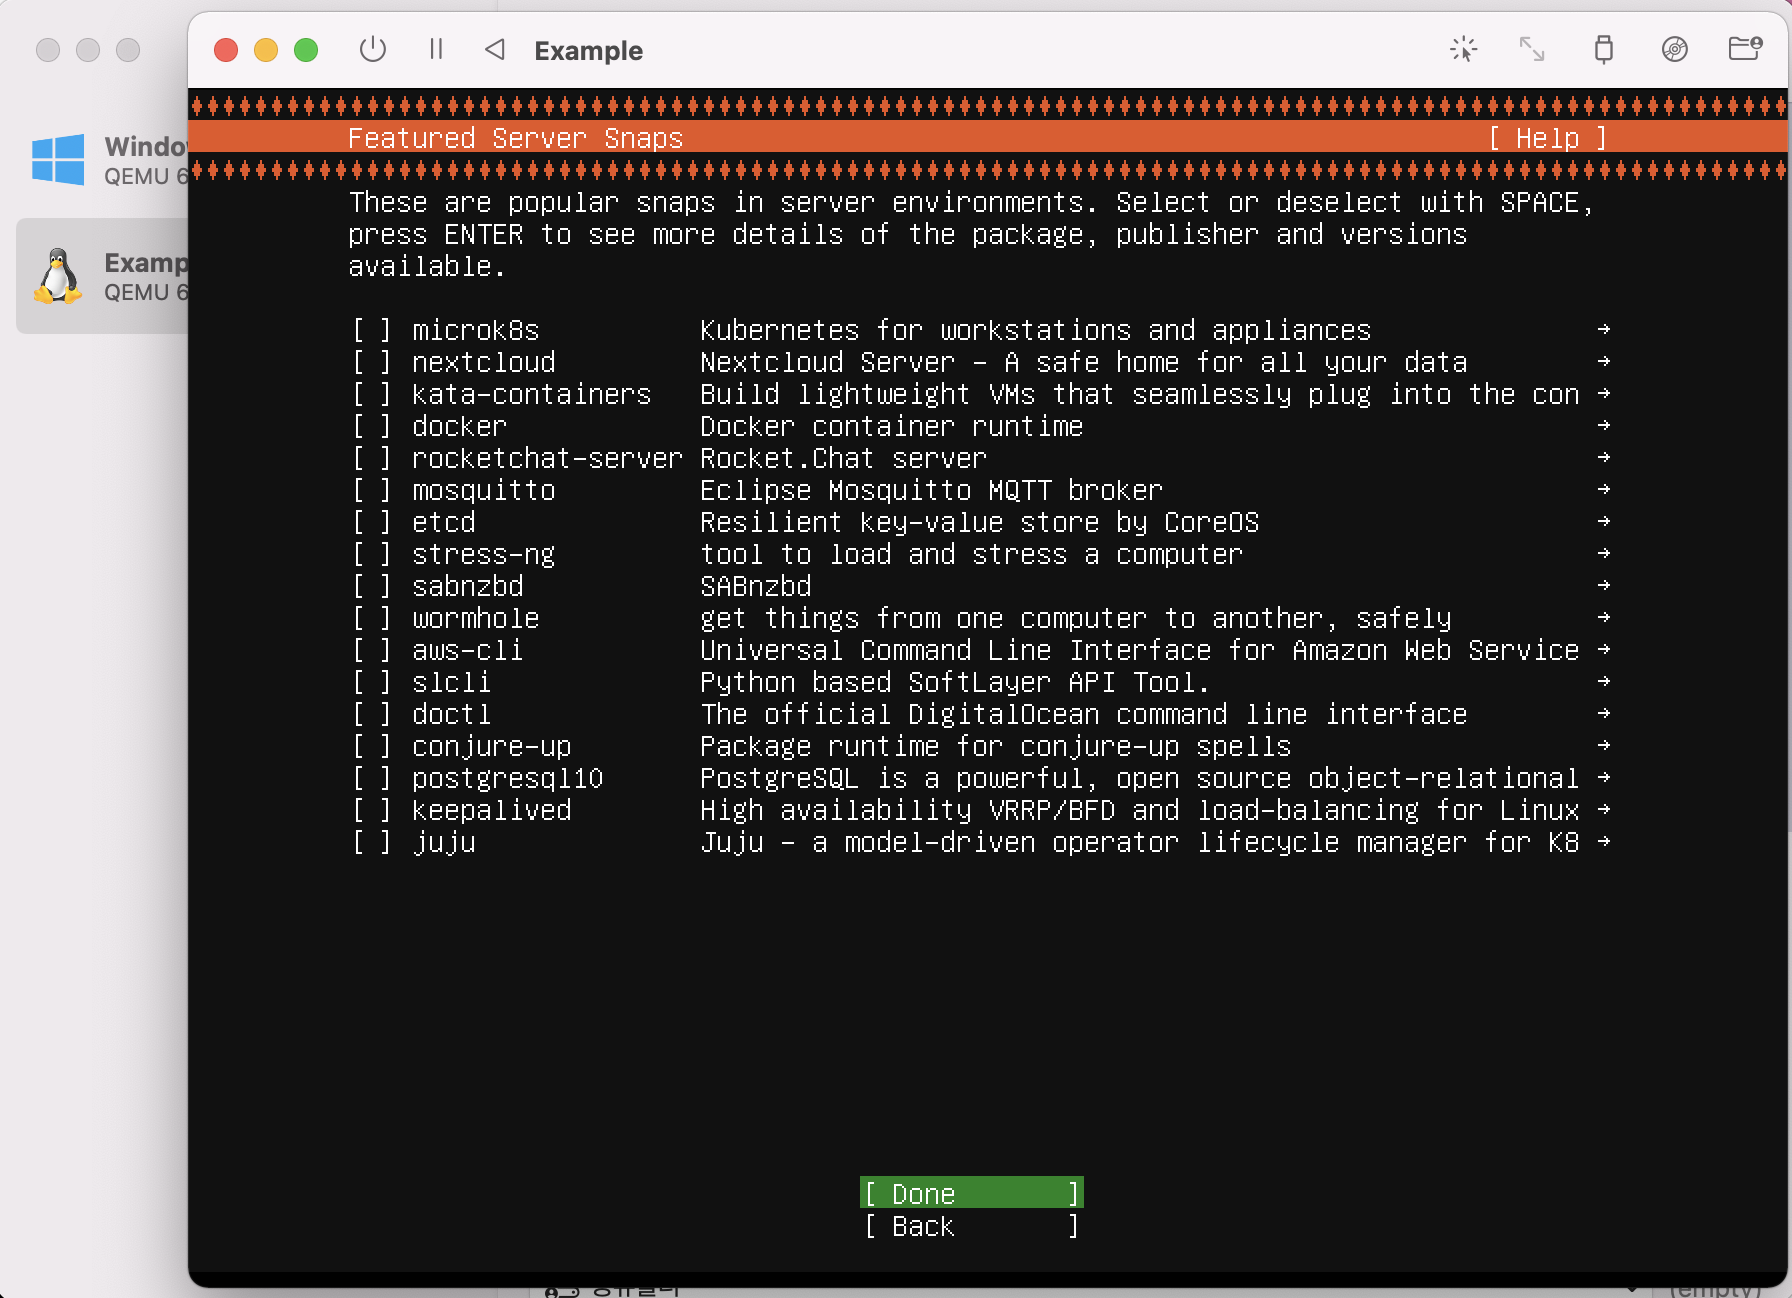 Example
Windo
QEMU 6
Examp
QEMU 6
Featured Server Snaps [ Help ]
These are popular snaps in server environments. Select or deselect with SPACE,
press ENTER to see more details of the package, publisher and versions
available.
[ ] microk8s Kubernetes for workstations and appliances →
[ ] nextcloud Nextcloud Server - A safe home for all your data →
[ ] kata-containers Build lightweight VMs that seamlessly plug into the con →
[ ] docker Docker container runtime →
[ ] rocketchat-server Rocket.Chat server →
[ ] mosquitto Eclipse Mosquitto MQTT broker →
[ ] etcd Resilient key-value store by CoreOS →
[ ] stress-ng tool to load and stress a computer →
[ ] sabnzbd SABnzbd →
[ ] wormhole get things from one computer to another, safely →
[ ] aws-cli Universal Command Line Interface for Amazon Web Service →
[ ] slcli Python based SoftLayer API Tool. →
[ ] doctl The official DigitalOcean command line interface →
[ ] conjure-up Package runtime for conjure-up spells →
[ ] postgresql10 PostgreSQL is a powerful, open source object-relational →
[ ] keepalived High availability VRRP/BFD and load-balancing for Linux →
[ ] juju Juju - a model-driven operator lifecycle manager for K8 →
[ Done ]
[ Back ]
(empty)